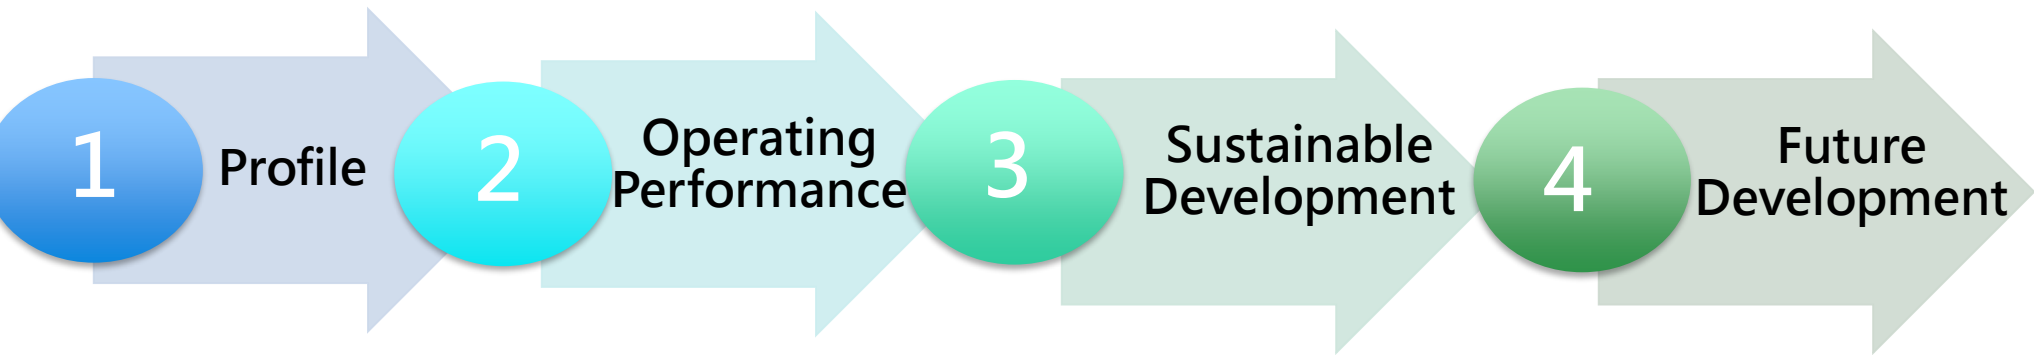 1
Profile
2
Operating
Performance
3
Sustainable
Development
4
Future
Development